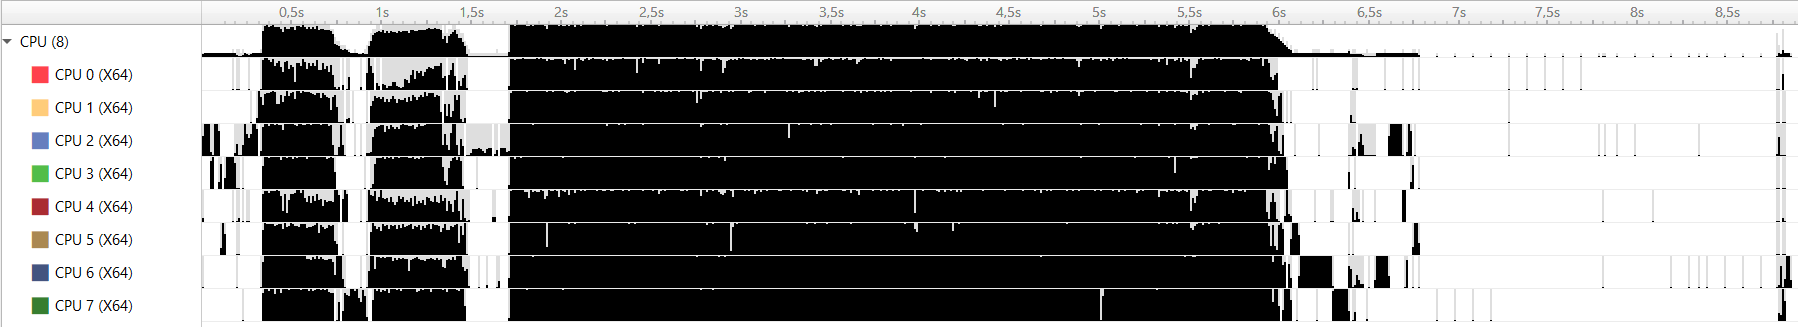 0,5s 1s 1,5s 2s 2,5s 3s 3,5s 4s 4,5s 5s 5,5s 6s 6,5s 7s 7,5s 8s 8,5s
CPU (8)
CPU 0 (X64)
CPU 1 (X64)
CPU 2 (X64)
CPU 3 (X64)
CPU 4 (X64)
CPU 5 (X64)
CPU 6 (X64)
CPU 7 (X64)